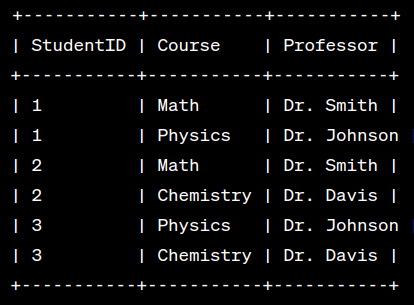 +-----------+-----------+-----------+
| StudentID | Course    | Professor |
+-----------+-----------+-----------+
| 1         | Math      | Dr. Smith |
| 1         | Physics   | Dr. Johnson
| 2         | Math      | Dr. Smith |
| 2         | Chemistry | Dr. Davis |
| 3         | Physics   | Dr. Johnson
| 3         | Chemistry | Dr. Davis |
+-----------+-----------+-----------+